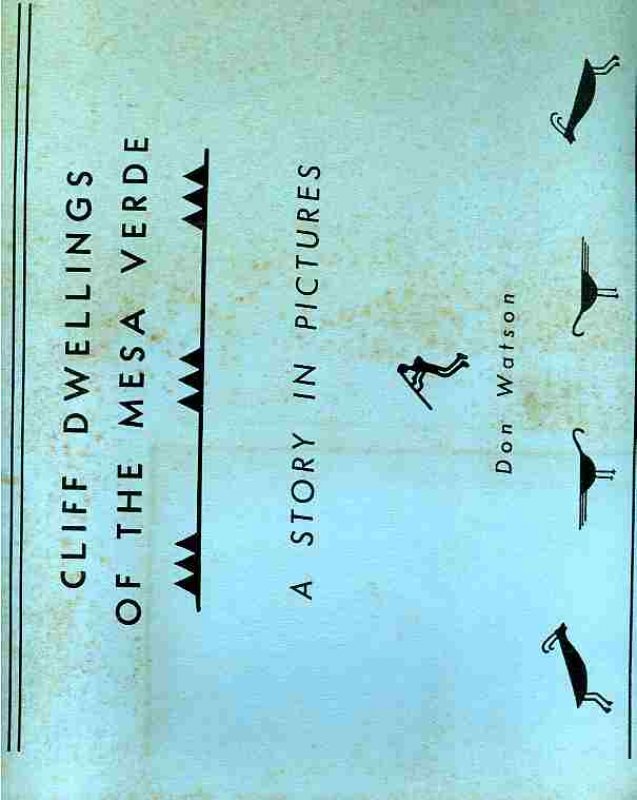 CLIFF DWELLINGS
OF THE MESA VERDE
A STORY IN PICTURES
Don Watson